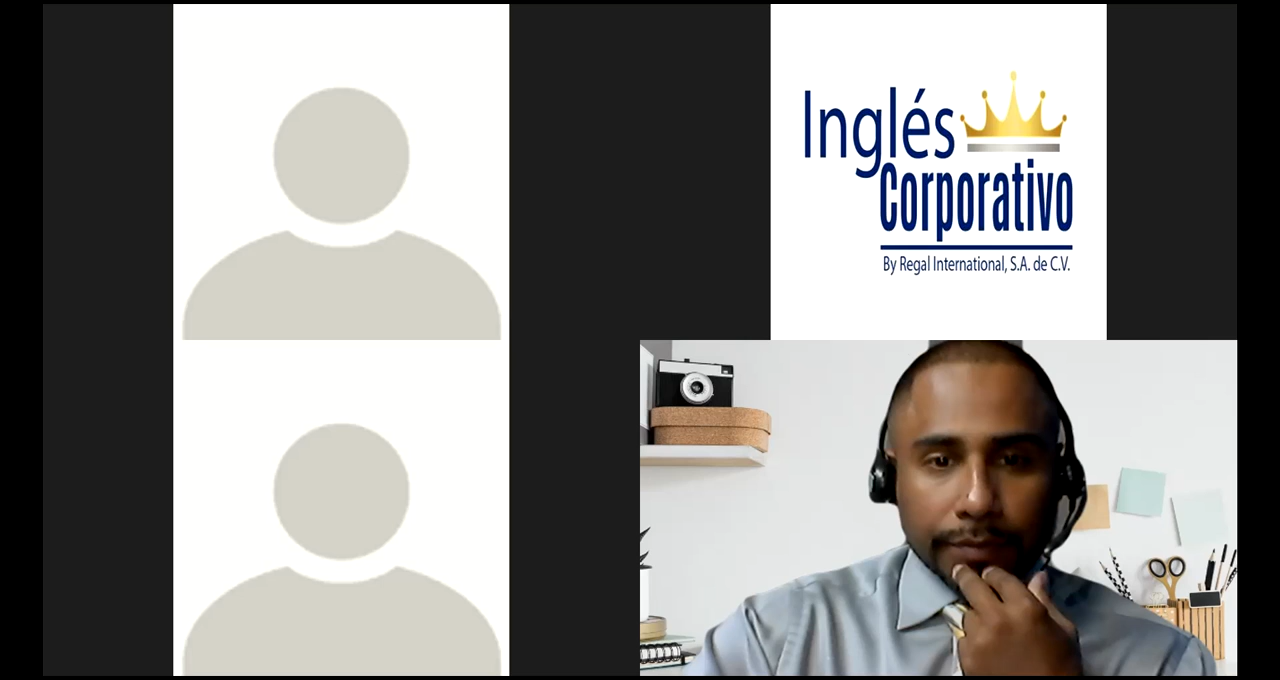 Inglés
Corporativo
By Regal International, S.A. de C.V.